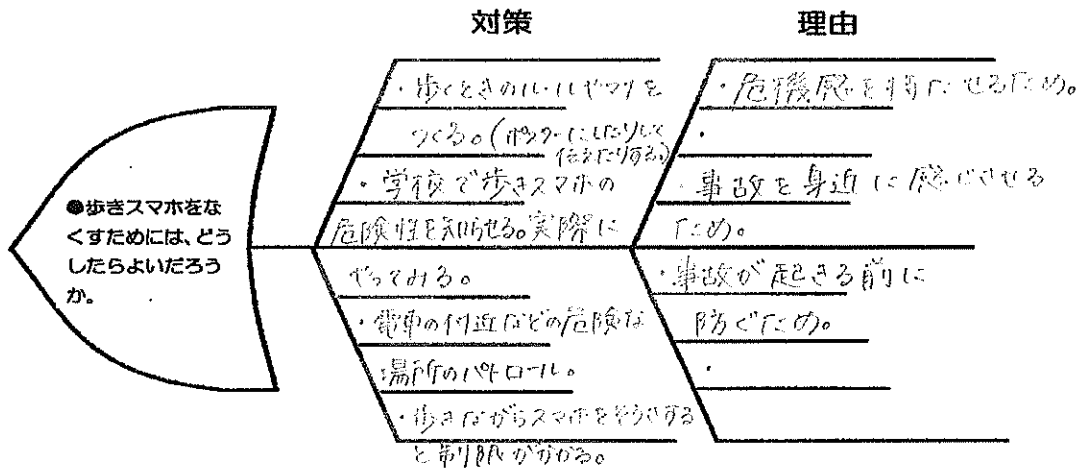 対策
理由
●歩きスマホをな
くすためには、どう
したらよいだろう
か。
・歩くときのルールやマナを
つくる。(ポスターにしたりして
伝えたりする。)
・学校で歩きスマホの
危険性を知らせる。実際に
やってみる。
・電車の付近などの危険な
場所のパトロール。
・歩きながらスマホをそうさする
と制限がかかる。
・危機感を持たせるため。
・
・事故を身近に感じさせる
ため。
・事故が起きる前に
防ぐため。
・